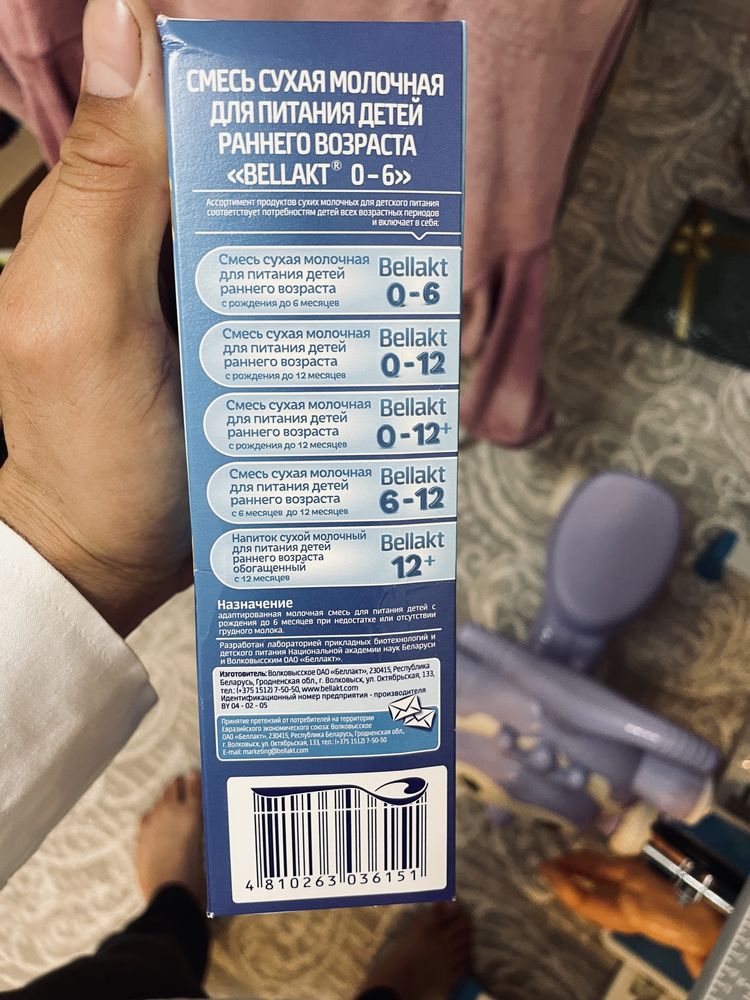 СМЕСЬ СУХАЯ МОЛОЧНАЯ
ДЛЯ ПИТАНИЯ ДЕТЕЙ
РАННЕГО ВОЗРАСТА
«BELLAKT® 0-6»
Ассортимент продуктов сухих молочных для детского питания
соответствует потребностям детей всех возрастных периодов
и включает в себя:
Смесь сухая молочная
для питания детей
раннего возраста
с рождения до 6 месяцев
Bellakt
0-6
Смесь сухая молочная
для питания детей
раннего возраста
с рождения до 12 месяцев
Bellakt
0-12
Смесь сухая молочная
для питания детей
раннего возраста
с рождения до 12 месяцев
Bellakt
0-12+
Смесь сухая молочная
для питания детей
раннего возраста
с 6 месяцев до 12 месяцев
Bellakt
6-12
Напиток сухой молочный
для питания детей
раннего возраста
обогащенный
с 12 месяцев
Bellakt
12+
Назначение
адаптированная молочная смесь для питания детей с
рождения до 6 месяцев при недостатке или отсутствии
грудного молока.
Разработан лабораторией прикладных биотехнологий и
детского питания Национальной академии наук Беларуси
и Волковысским ОАО «Беллакт».
Изготовитель: Волковысское ОАО «Беллакт», 230415, Республика
Беларусь, Гродненская обл., г. Волковыск, ул. Октябрьская, 133,
тел.: (+375 1512) 7-50-50, www.bellakt.com
Идентификационный номер предприятия - производителя
BY 04 - 02 - 05
Принятие претензий от потребителей на территории
Евразийского экономического союза: Волковысское
ОАО «Беллакт», 230415, Республика Беларусь, Гродненская обл.,
г. Волковыск, ул. Октябрьская, 133, тел.: (+375 1512) 7-50-50
E-mail: marketing@bellakt.com
4 810263 036151